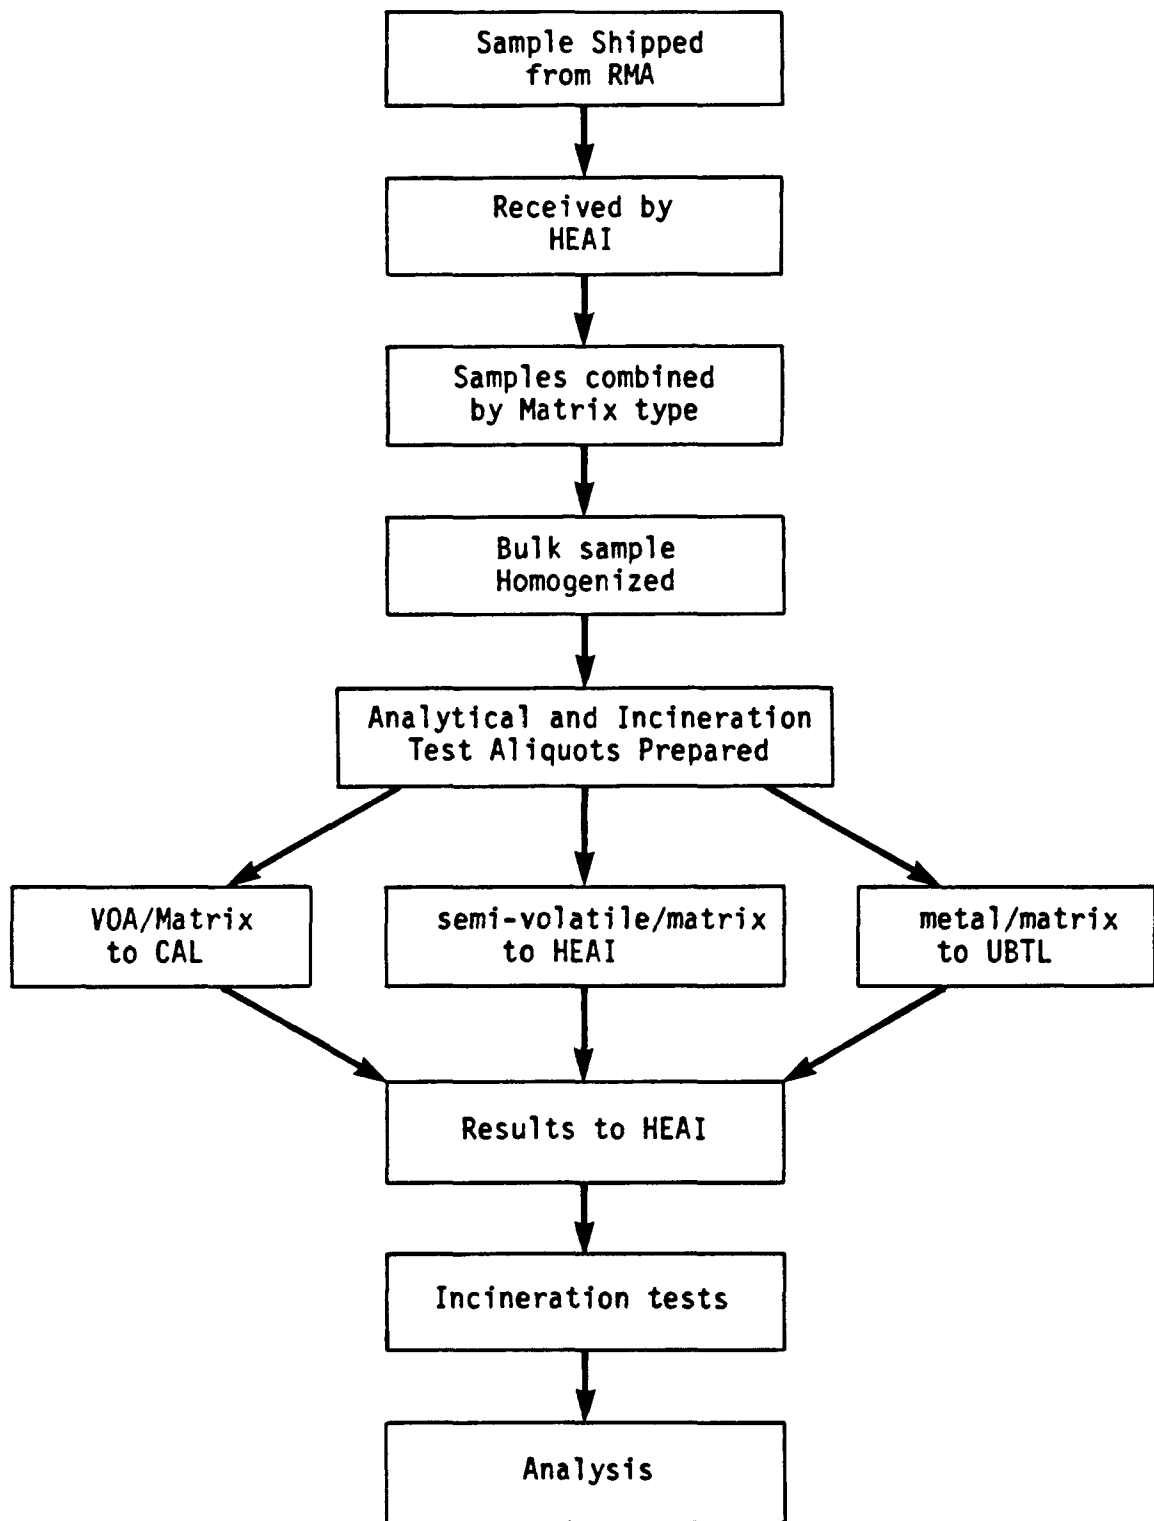 Sample Shipped
from RMA
Received by
HEAI
Samples combined
by Matrix type
Bulk sample
Homogenized
Analytical and Incineration
Test Aliquots Prepared
VOA/Matrix
to CAL
semi-volatile/matrix
to HEAI
metal/matrix
to UBTL
Results to HEAI
Incineration tests
Analysis